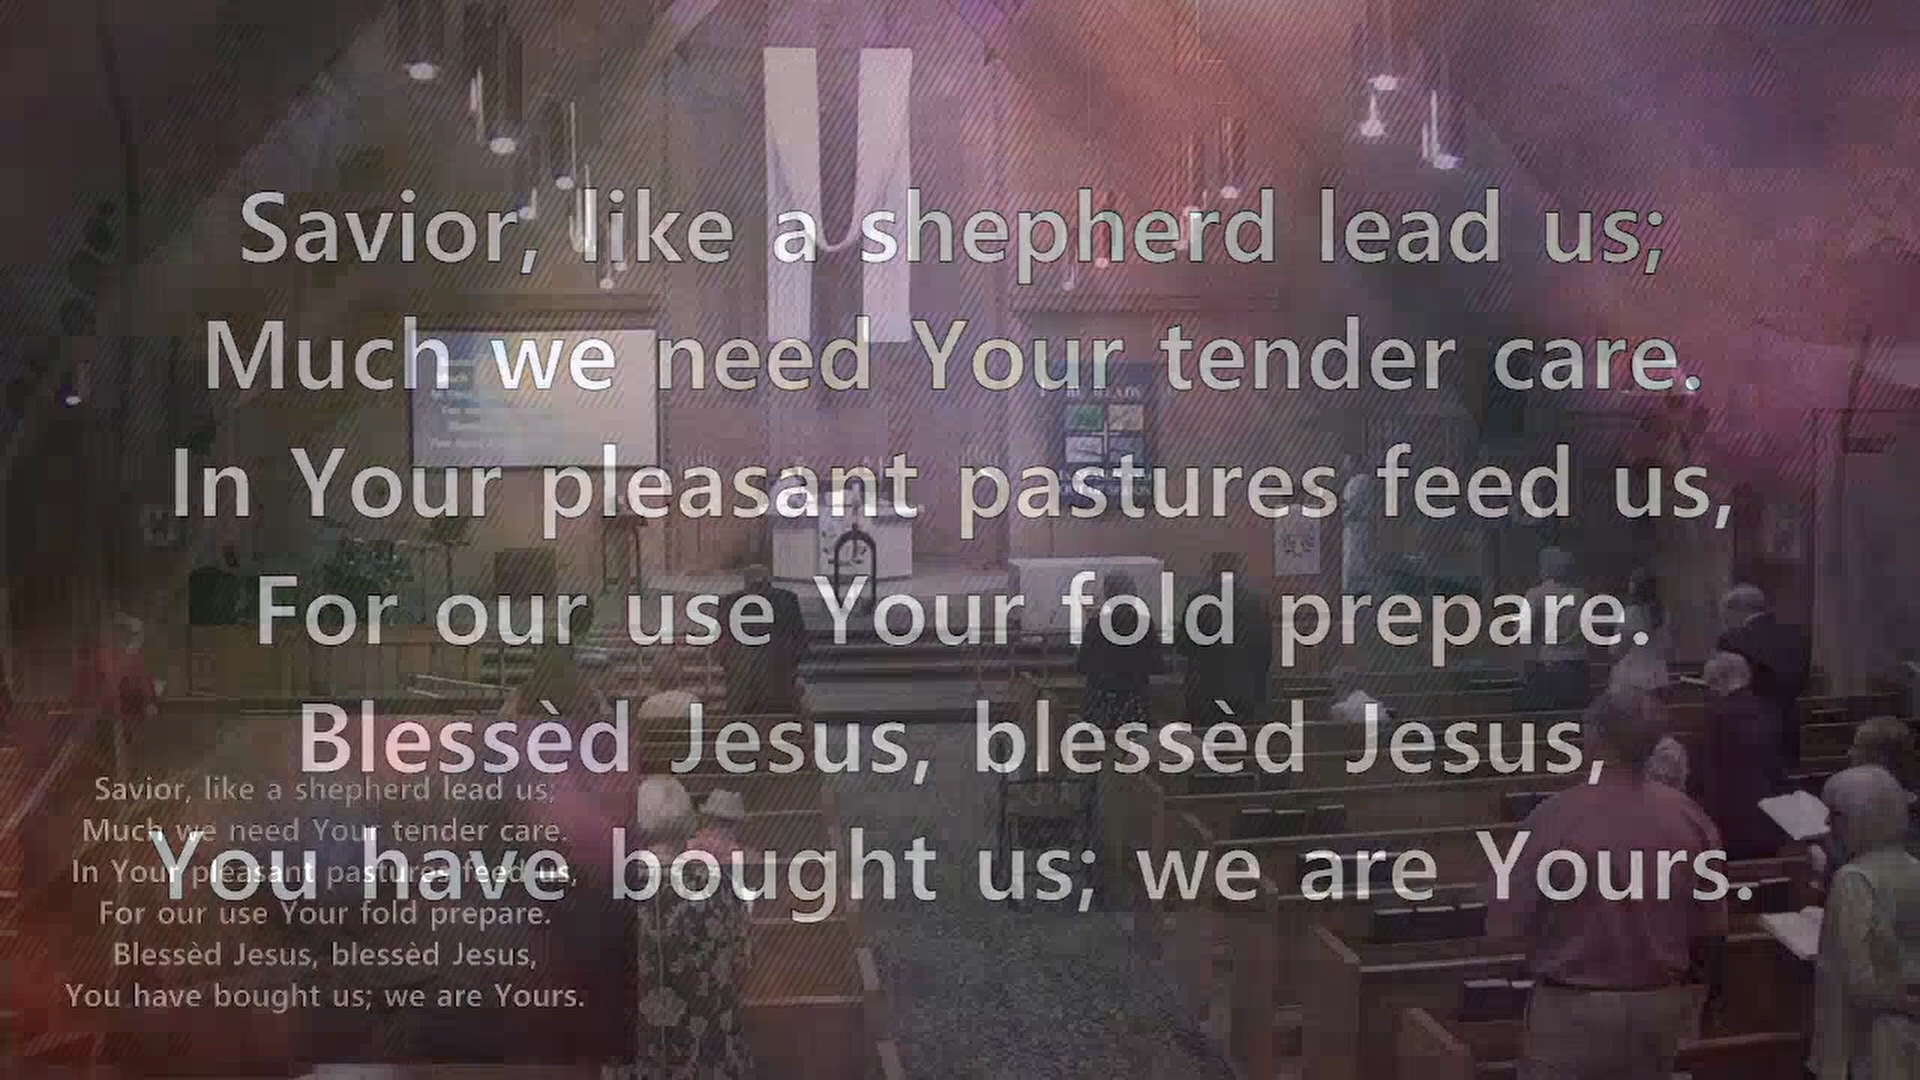 Savior, like a shepherd lead us;
Much we need Your tender care.
In Your pleasant pastures feed us,
For our use Your fold prepare.
Blessèd Jesus, blessèd Jesus,
You have bought us; we are Yours.
Savior, like a shepherd lead us;
Much we need Your tender care.
In Your pleasant pastures feed us,
For our use Your fold prepare.
Blessèd Jesus, blessèd Jesus,
You have bought us; we are Yours.